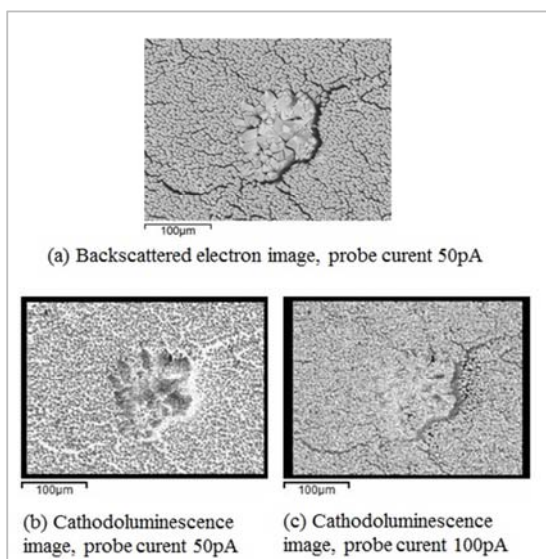 100μm
(a) Backscattered electron image, probe curent 50pA
100μm
100μm
(b) Cathodoluminescence
image, probe curent 50pA
(c) Cathodoluminescence
image, probe curent 100pA